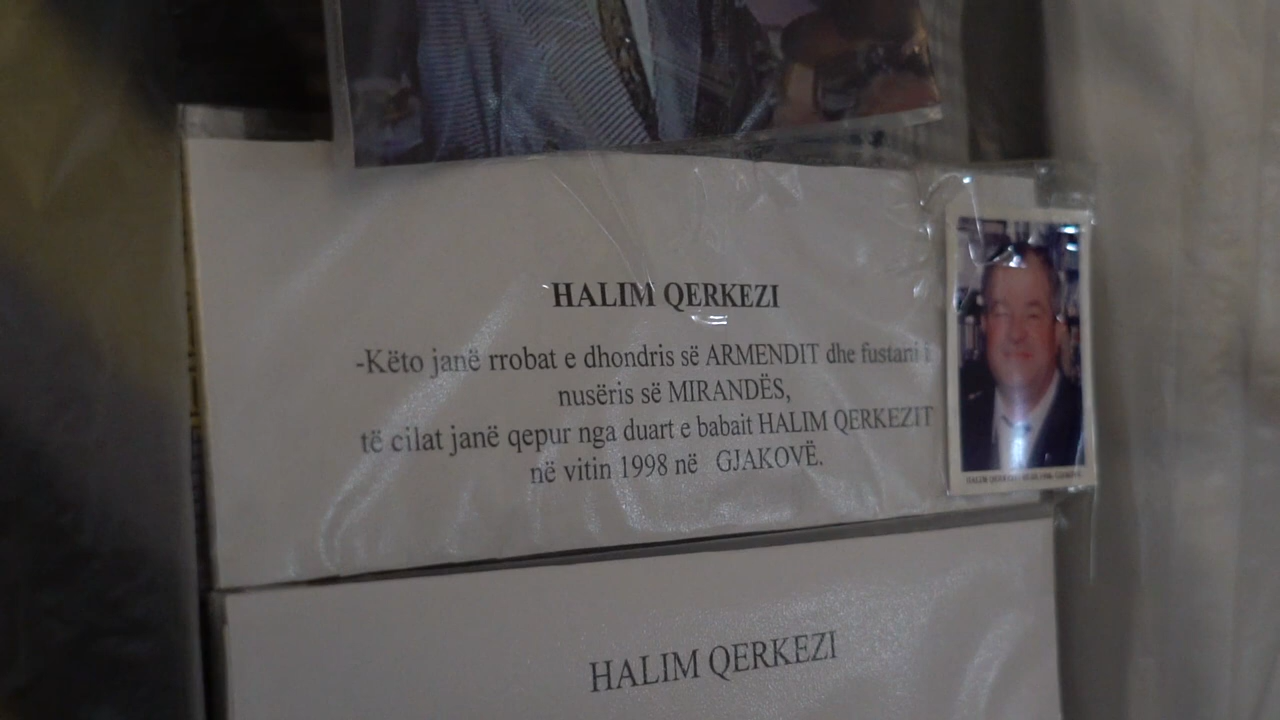 HALIM QERKEZI
-Këto janë rrobat e dhondris së ARMENDIT dhe fustani i
nusëris së MIRANDËS,
të cilat janë qepur nga duart e babait HALIM QERKEZIT
në vitin 1998 në GJAKOVË.
HALIM QERKEZI